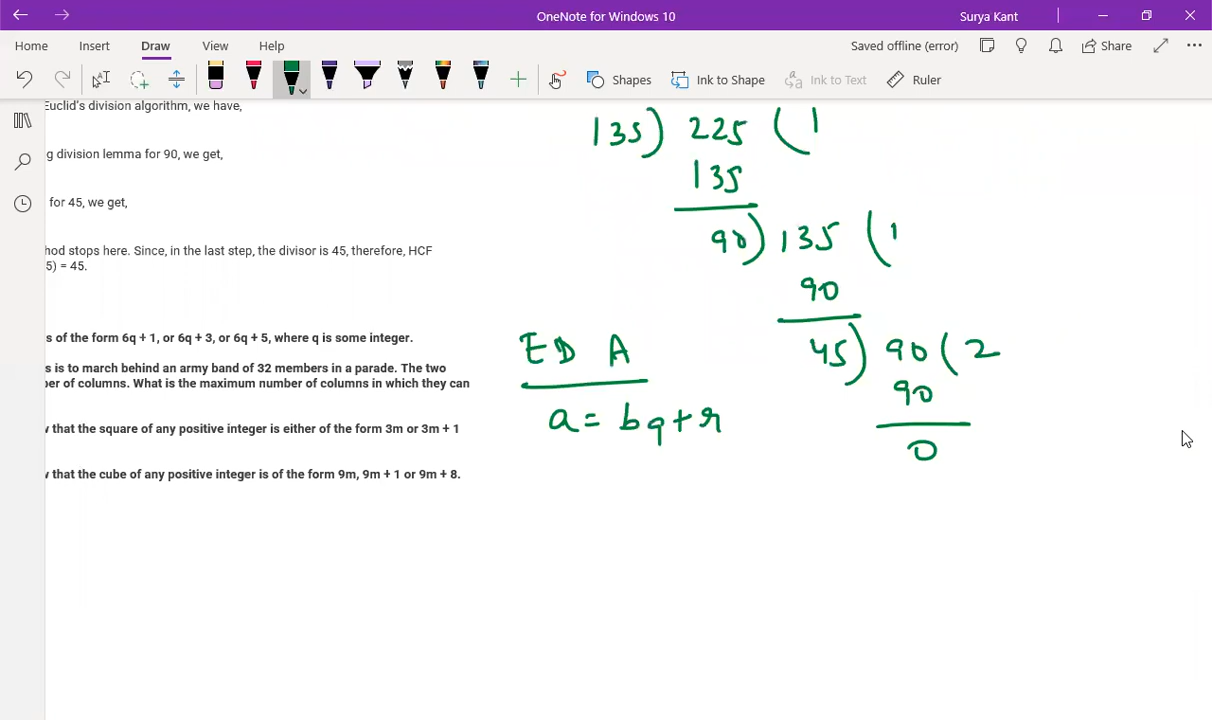 OneNote for Windows 10
Surya Kant
Home Insert Draw View Help
Saved offline (error)
Share
Shapes
Ink to Shape
Ink to Text
Ruler
Euclid's division algorithm, we have,
g division lemma for 90, we get,
for 45, we get,
hod stops here. Since, in the last step, the divisor is 45, therefore, HCF
5) = 45.
s of the form 6q + 1, or 6q + 3, or 6q + 5, where q is some integer.
s is to march behind an army band of 32 members in a parade. The two
er of columns. What is the maximum number of columns in which they can
v that the square of any positive integer is either of the form 3m or 3m + 1
v that the cube of any positive integer is of the form 9m, 9m + 1 or 9m + 8.
135) 225 (1
135
90) 135 (1
90
45) 90 (2
90
0
E D A
a = bq + r